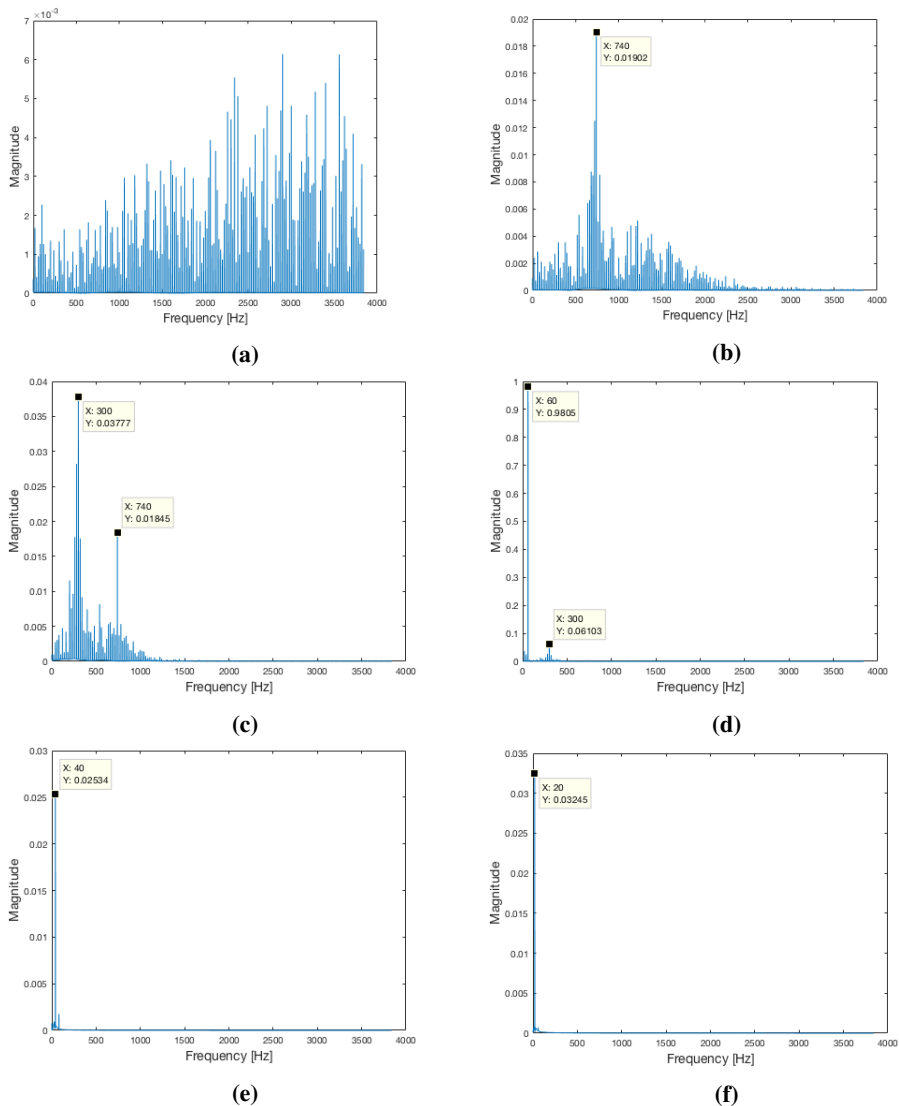 ×10⁻³
7
6
5
4
3
2
1
0
Magnitude
0 500 1000 1500 2000 2500 3000 3500 4000
Frequency [Hz]
(a)
0.02
0.018
0.016
0.014
0.012
0.01
0.008
0.006
0.004
0.002
0
Magnitude
X: 740
Y: 0.01902
0 500 1000 1500 2000 2500 3000 3500 4000
Frequency [Hz]
(b)
0.04
0.035
0.03
0.025
0.02
0.015
0.01
0.005
0
Magnitude
X: 300
Y: 0.03777
X: 740
Y: 0.01845
0 500 1000 1500 2000 2500 3000 3500 4000
Frequency [Hz]
(c)
1
0.9
0.8
0.7
0.6
0.5
0.4
0.3
0.2
0.1
0
Magnitude
X: 60
Y: 0.9805
X: 300
Y: 0.06103
0 500 1000 1500 2000 2500 3000 3500 4000
Frequency [Hz]
(d)
0.03
0.025
0.02
0.015
0.01
0.005
0
Magnitude
X: 40
Y: 0.02534
0 500 1000 1500 2000 2500 3000 3500 4000
Frequency [Hz]
(e)
0.035
0.03
0.025
0.02
0.015
0.01
0.005
0
Magnitude
X: 20
Y: 0.03245
0 500 1000 1500 2000 2500 3000 3500 4000
Frequency [Hz]
(f)